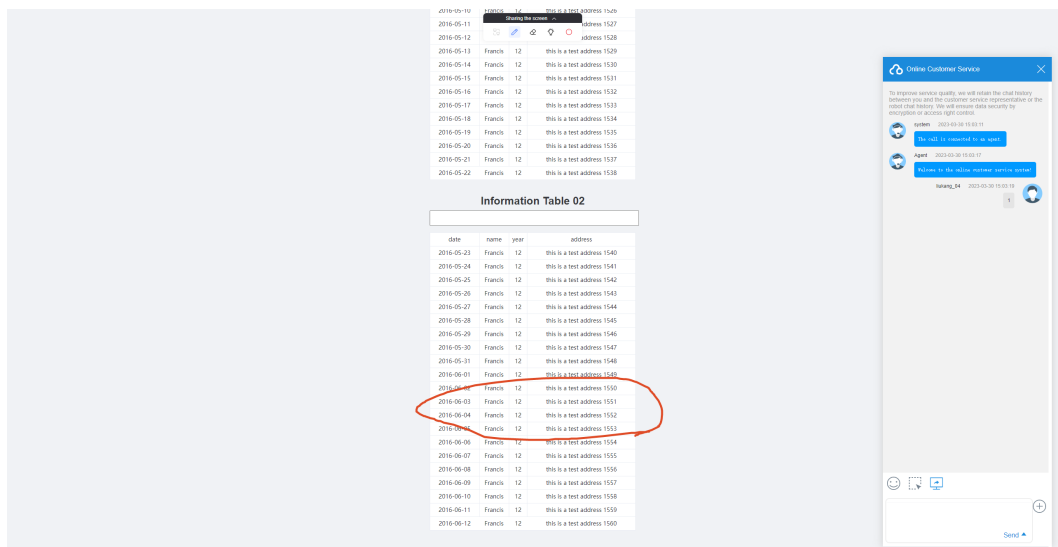 2016-05-10 Francis 12 this is a test address 1526
Sharing the screen
2016-05-11 address 1527
2016-05-12 address 1528
2016-05-13 Francis 12 this is a test address 1529
2016-05-14 Francis 12 this is a test address 1530
2016-05-15 Francis 12 this is a test address 1531
2016-05-16 Francis 12 this is a test address 1532
2016-05-17 Francis 12 this is a test address 1533
2016-05-18 Francis 12 this is a test address 1534
2016-05-19 Francis 12 this is a test address 1535
2016-05-20 Francis 12 this is a test address 1536
2016-05-21 Francis 12 this is a test address 1537
2016-05-22 Francis 12 this is a test address 1538
Information Table 02
date name year address
2016-05-23 Francis 12 this is a test address 1540
2016-05-24 Francis 12 this is a test address 1541
2016-05-25 Francis 12 this is a test address 1542
2016-05-26 Francis 12 this is a test address 1543
2016-05-27 Francis 12 this is a test address 1544
2016-05-28 Francis 12 this is a test address 1545
2016-05-29 Francis 12 this is a test address 1546
2016-05-30 Francis 12 this is a test address 1547
2016-05-31 Francis 12 this is a test address 1548
2016-06-01 Francis 12 this is a test address 1549
2016-06-02 Francis 12 this is a test address 1550
2016-06-03 Francis 12 this is a test address 1551
2016-06-04 Francis 12 this is a test address 1552
2016-06-05 Francis 12 this is a test address 1553
2016-06-06 Francis 12 this is a test address 1554
2016-06-07 Francis 12 this is a test address 1555
2016-06-08 Francis 12 this is a test address 1556
2016-06-09 Francis 12 this is a test address 1557
2016-06-10 Francis 12 this is a test address 1558
2016-06-11 Francis 12 this is a test address 1559
2016-06-12 Francis 12 this is a test address 1560
Online Customer Service
To improve service quality, we will retain the chat history
between you and the customer service representative or the
robot chat history. We will ensure data security by
encryption or access right control
system 2023-03-30 15:03:11
The call is connected to an agent
Agent 2023-03-30 15:03:17
Welcome to the online customer service system!
liukang_04 2023-03-30 15:03:18
1
Send